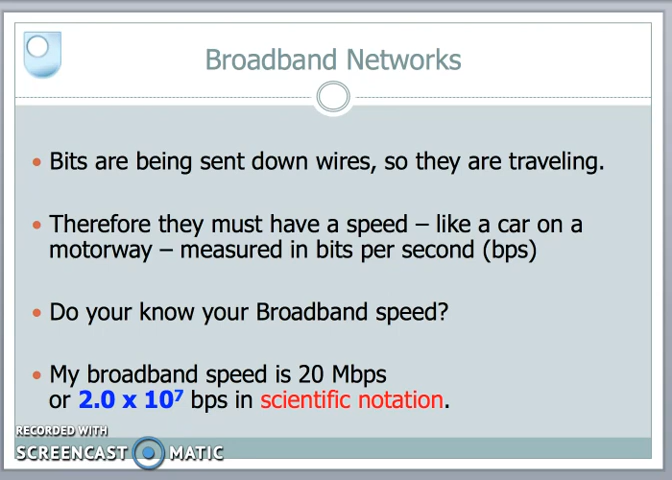 Broadband Networks
• Bits are being sent down wires, so they are traveling.
• Therefore they must have a speed – like a car on a
motorway – measured in bits per second (bps)
• Do your know your Broadband speed?
• My broadband speed is 20 Mbps
or 2.0 x 10⁷ bps in scientific notation.
RECORDED WITH
SCREENCAST MATIC